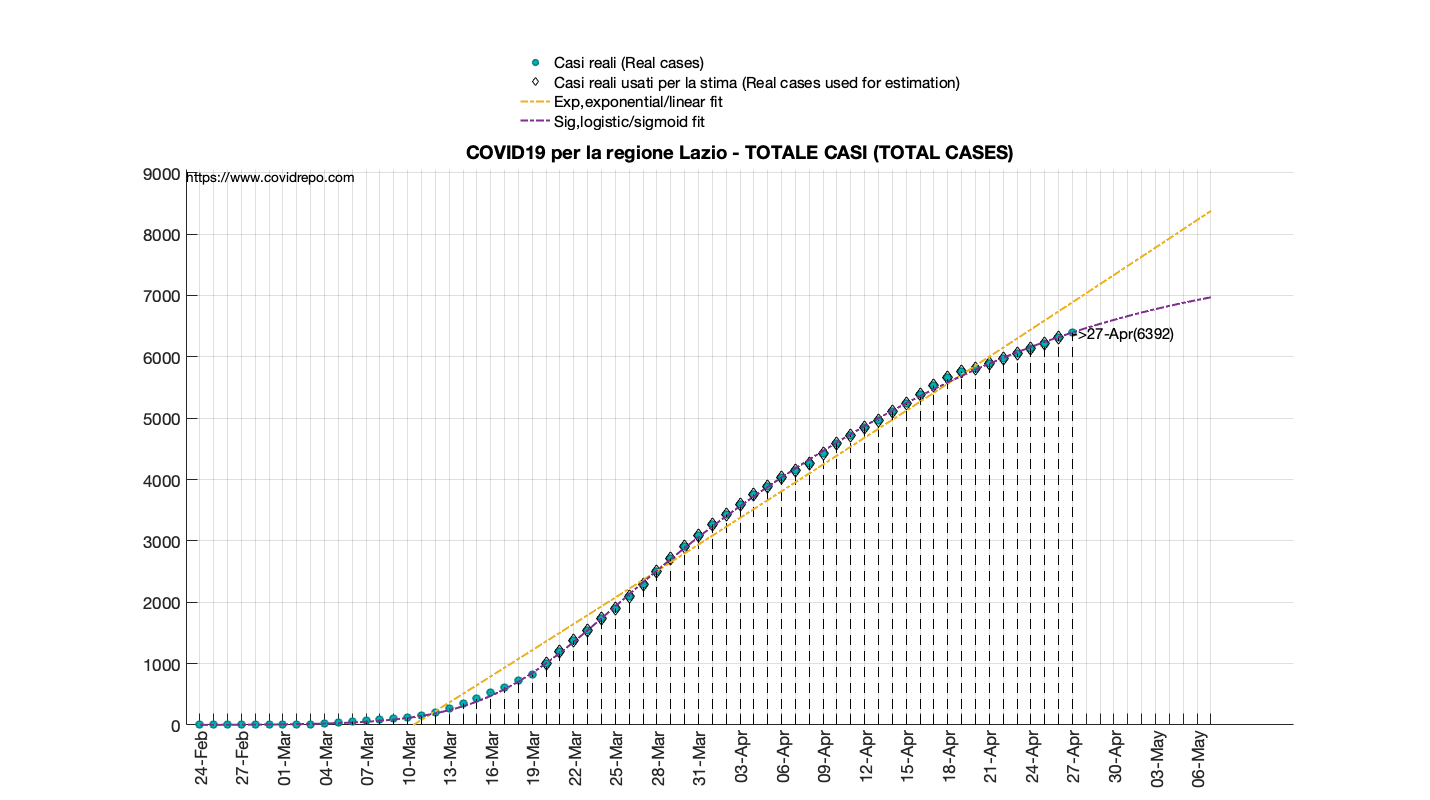 Casi reali (Real cases)
Casi reali usati per la stima (Real cases used for estimation)
Exp,exponential/linear fit
Sig,logistic/sigmoid fit
COVID19 per la regione Lazio - TOTALE CASI (TOTAL CASES)
https://www.covidrepo.com
9000
8000
7000
6000
5000
4000
3000
2000
1000
0
>27-Apr(6392)
24-Feb
27-Feb
01-Mar
04-Mar
07-Mar
10-Mar
13-Mar
16-Mar
19-Mar
22-Mar
25-Mar
28-Mar
31-Mar
03-Apr
06-Apr
09-Apr
12-Apr
15-Apr
18-Apr
21-Apr
24-Apr
27-Apr
30-Apr
03-May
06-May